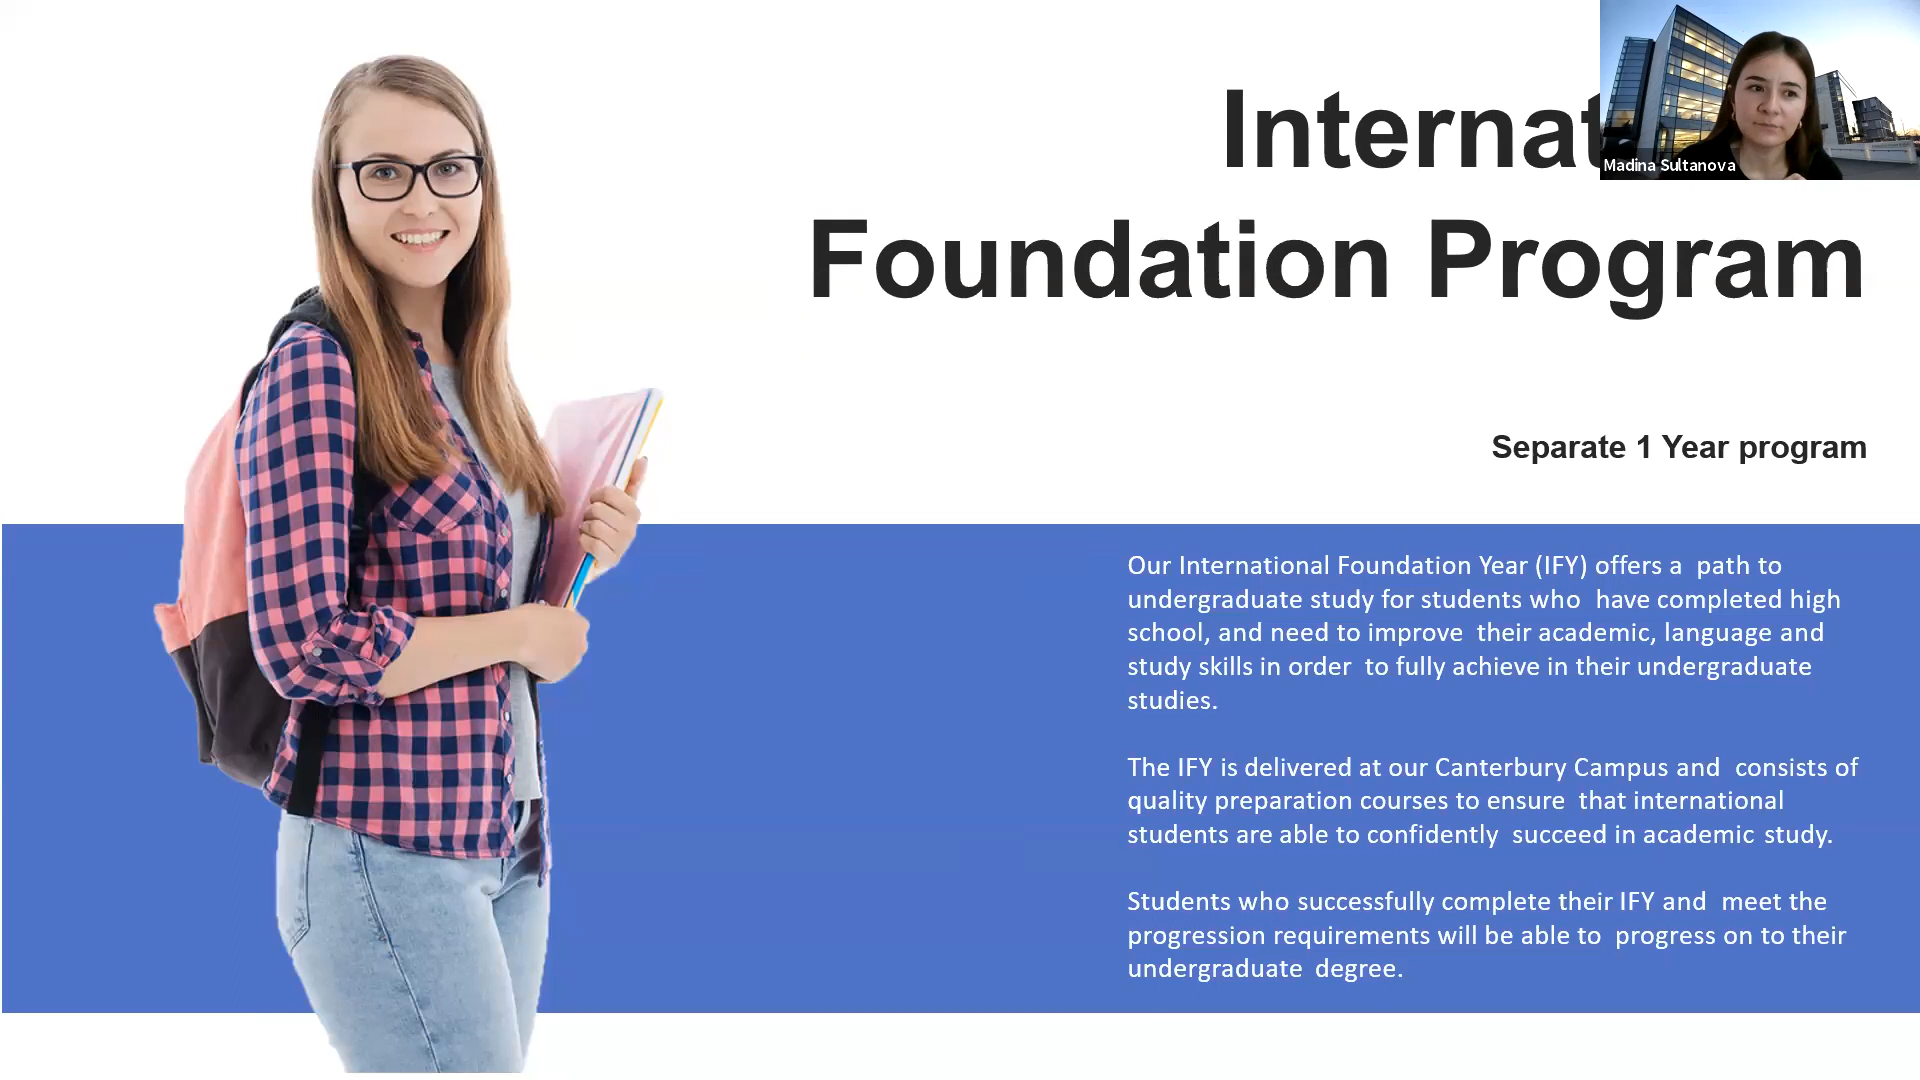 Internat
Madina Sultanova
Foundation Program
Separate 1 Year program
Our International Foundation Year (IFY) offers a path to
undergraduate study for students who have completed high
school, and need to improve their academic, language and
study skills in order to fully achieve in their undergraduate
studies.
The IFY is delivered at our Canterbury Campus and consists of
quality preparation courses to ensure that international
students are able to confidently succeed in academic study.
Students who successfully complete their IFY and meet the
progression requirements will be able to progress on to their
undergraduate degree.